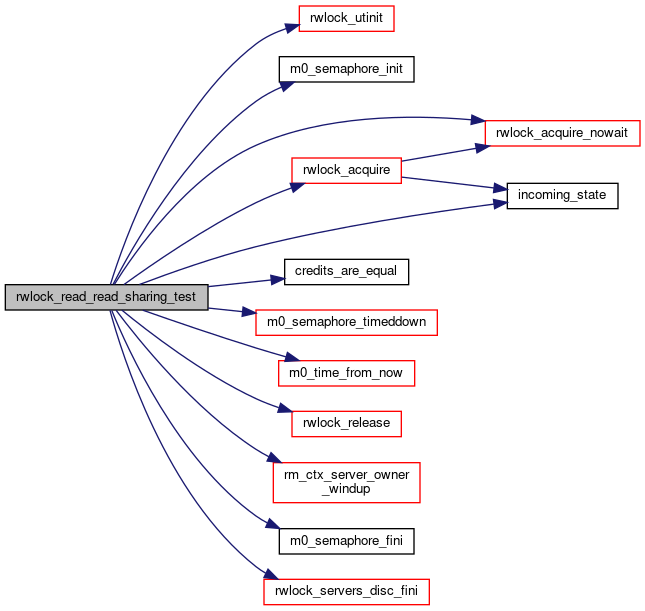 rwlock_utinit
m0_semaphore_init
rwlock_acquire_nowait
rwlock_acquire
incoming_state
credits_are_equal
rwlock_read_read_sharing_test
m0_semaphore_timeddown
m0_time_from_now
rwlock_release
rm_ctx_server_owner
_windup
m0_semaphore_fini
rwlock_servers_disc_fini